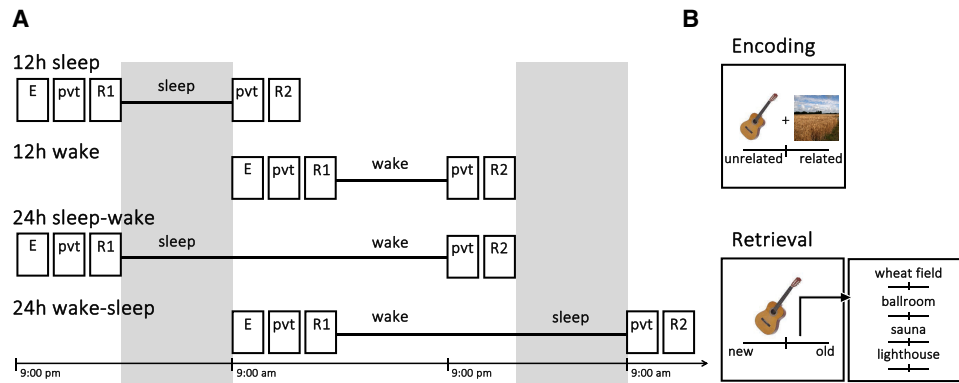 A
12h sleep
E pvt R1 sleep pvt R2
12h wake
E pvt R1 wake pvt R2
24h sleep-wake
E pvt R1 sleep wake pvt R2
24h wake-sleep
E pvt R1 wake sleep pvt R2
9:00 pm 9:00 am 9:00 pm 9:00 am
B
Encoding
+
unrelated related
Retrieval
new old
wheat field
ballroom
sauna
lighthouse